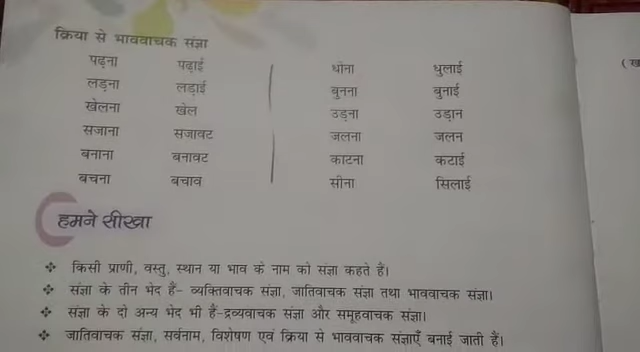 क्रिया से भाववाचक संज्ञा
पढ़ना पढ़ाई धोना धुलाई
लड़ना लड़ाई बुनना बुनाई
खेलना खेल उड़ना उड़ान
सजाना सजावट जलना जलन
बनाना बनावट काटना कटाई
बचना बचाव सीना सिलाई
हमने सीखा
❖ किसी प्राणी, वस्तु, स्थान या भाव के नाम को संज्ञा कहते हैं।
❖ संज्ञा के तीन भेद हैं- व्यक्तिवाचक संज्ञा, जातिवाचक संज्ञा तथा भाववाचक संज्ञा।
❖ संज्ञा के दो अन्य भेद भी हैं-द्रव्यवाचक संज्ञा और समूहवाचक संज्ञा।
❖ जातिवाचक संज्ञा, सर्वनाम, विशेषण एवं क्रिया से भाववाचक संज्ञाएँ बनाई जाती हैं।